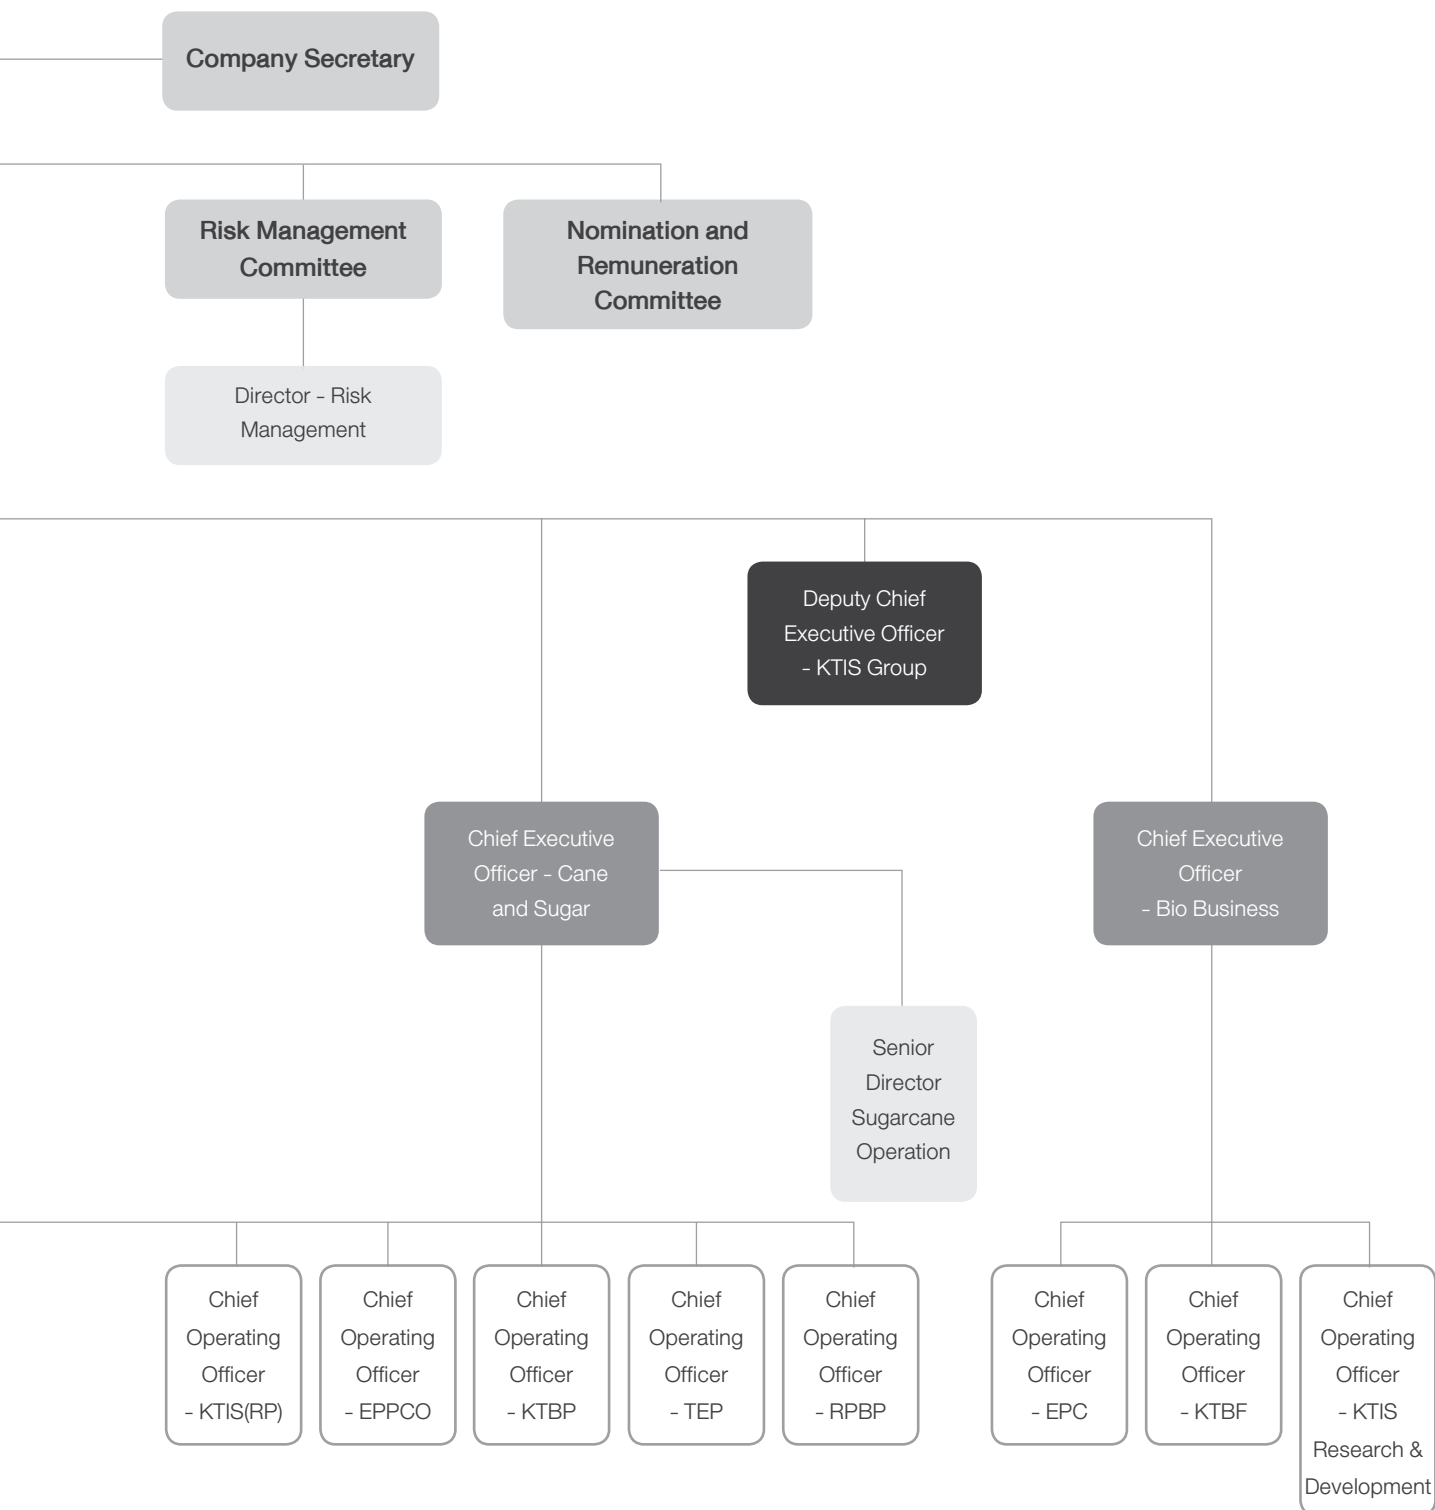 Company Secretary
Risk Management
Committee
Nomination and
Remuneration
Committee
Director - Risk
Management
Deputy Chief
Executive Officer
- KTIS Group
Chief Executive
Officer - Cane
and Sugar
Chief Executive
Officer
- Bio Business
Senior
Director
Sugarcane
Operation
Chief
Operating
Officer
- KTIS(RP)
Chief
Operating
Officer
- EPPCO
Chief
Operating
Officer
- KTBP
Chief
Operating
Officer
- TEP
Chief
Operating
Officer
- RPBP
Chief
Operating
Officer
- EPC
Chief
Operating
Officer
- KTBF
Chief
Operating
Officer
- KTIS
Research &
Development